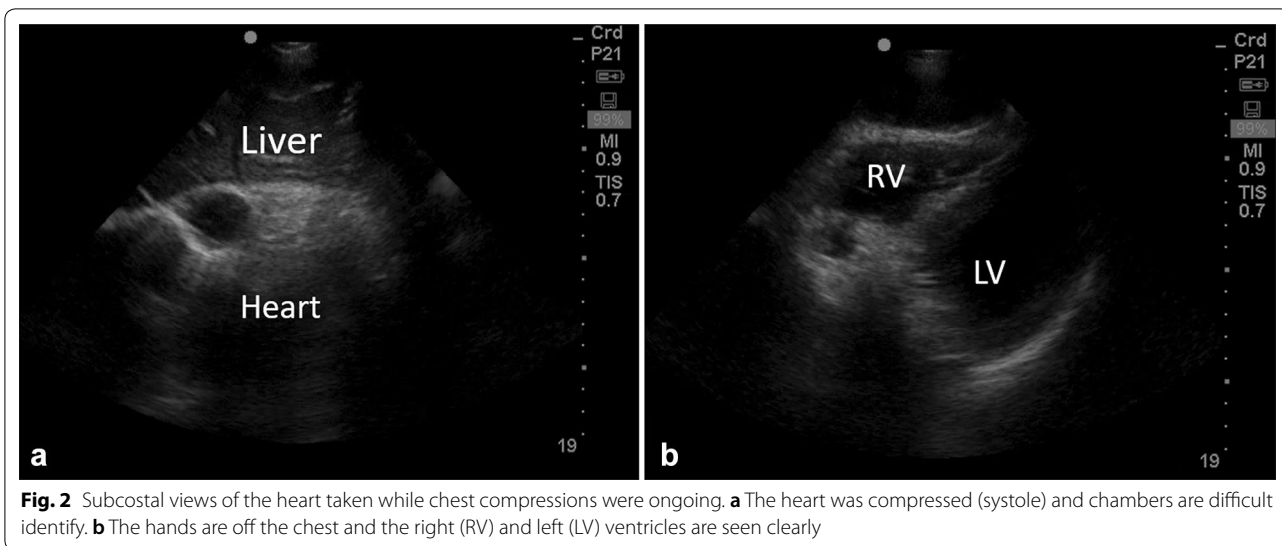 Crd
P21
99%
MI
0.9
TIS
0.7
Liver
Heart
19
a
Crd
P21
99%
MI
0.9
TIS
0.7
RV
LV
19
b
Fig. 2 Subcostal views of the heart taken while chest compressions were ongoing. a The heart was compressed (systole) and chambers are difficult
identify. b The hands are off the chest and the right (RV) and left (LV) ventricles are seen clearly